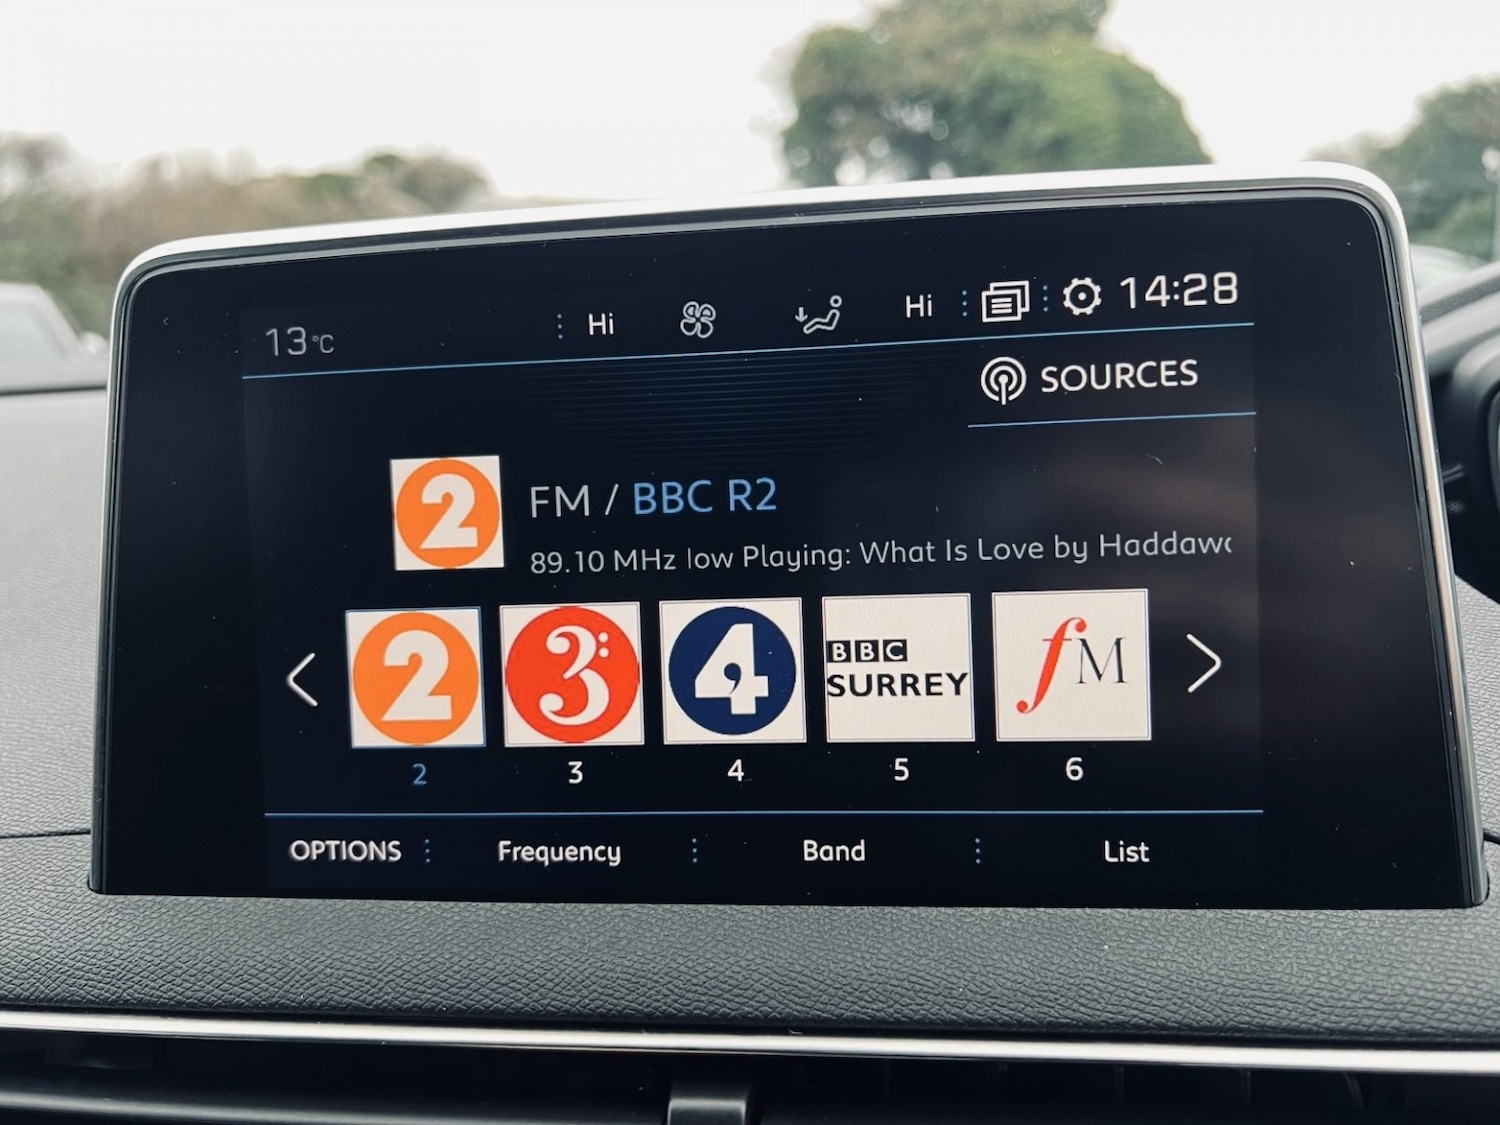 13°C Hi Hi 14:28
SOURCES
2 FM / BBC R2
89.10 MHz low Playing: What Is Love by Haddaw
2 3: 4 BBC SURREY fM
2 3 4 5 6
OPTIONS Frequency Band List